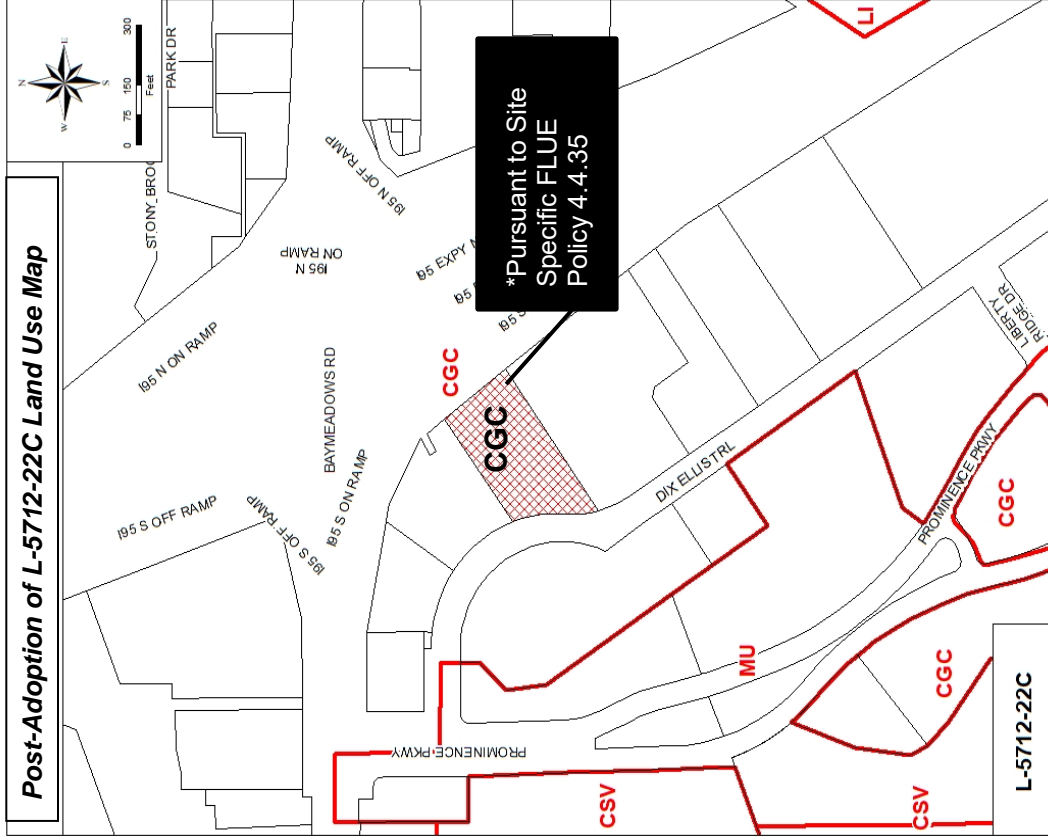 Post-Adoption of L-5712-22C Land Use Map
N
W
E
S
0 75 150 300
Feet
PARK DR
STONY_BROO
I95 N OFF RAMP
I95 N
ON RAMP
I95 N ON RAMP
I95 EXPY N
I95
I95 S
*Pursuant to Site
Specific FLUE
Policy 4.4.35
LI
BAYMEADOWS RD
CGC
CGC
I95 S OFF RAMP
I95 S OFF RAMP
I95 S ON RAMP
DIX ELLIS TRL
LIBERTY
RIDGE DR
PROMINENCE PKWY
CGC
MU
CGC
PROMINENCE PKWY
CSV
CSV
L-5712-22C